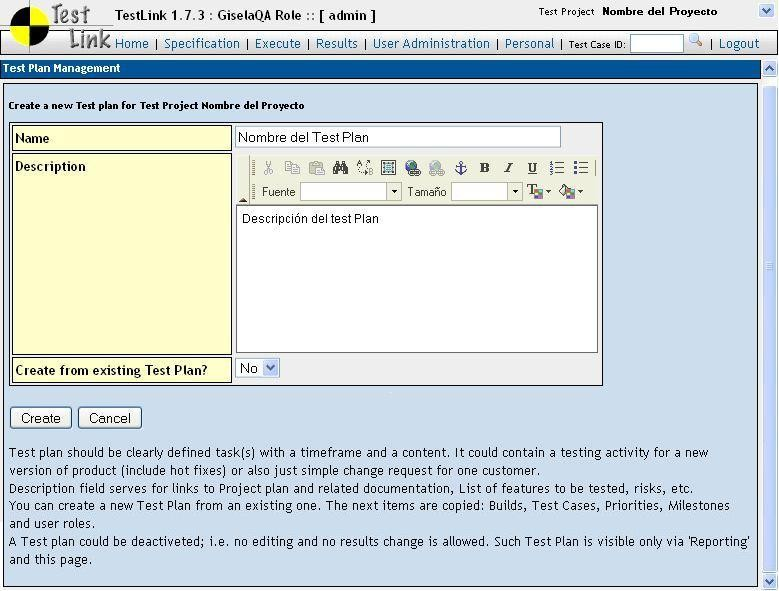 Test Link
TestLink 1.7.3 : GiselaQA Role :: [ admin ]
Test Project Nombre del Proyecto
Home | Specification | Execute | Results | User Administration | Personal | Test Case ID: | Logout
Test Plan Management
Create a new Test plan for Test Project Nombre del Proyecto
Name
Nombre del Test Plan
Description
B I U
Fuente Tamaño
Descripción del test Plan
Create from existing Test Plan?
No
Create Cancel
Test plan should be clearly defined task(s) with a timeframe and a content. It could contain a testing activity for a new
version of product (include hot fixes) or also just simple change request for one customer.
Description field serves for links to Project plan and related documentation, List of features to be tested, risks, etc.
You can create a new Test Plan from an existing one. The next items are copied: Builds, Test Cases, Priorities, Milestones
and user roles.
A Test plan could be deactiveted; i.e. no editing and no results change is allowed. Such Test Plan is visible only via 'Reporting'
and this page.